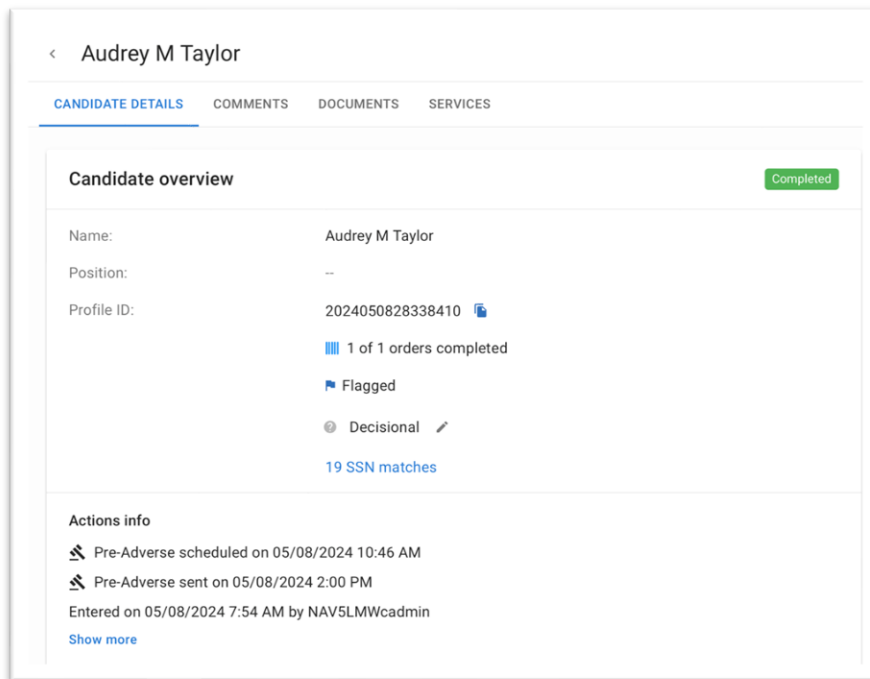 Audrey M Taylor
CANDIDATE DETAILS COMMENTS DOCUMENTS SERVICES
Candidate overview Completed
Name: Audrey M Taylor
Position: --
Profile ID: 2024050828338410
1 of 1 orders completed
Flagged
Decisional
19 SSN matches
Actions info
Pre-Adverse scheduled on 05/08/2024 10:46 AM
Pre-Adverse sent on 05/08/2024 2:00 PM
Entered on 05/08/2024 7:54 AM by NAV5LMWcadmin
Show more